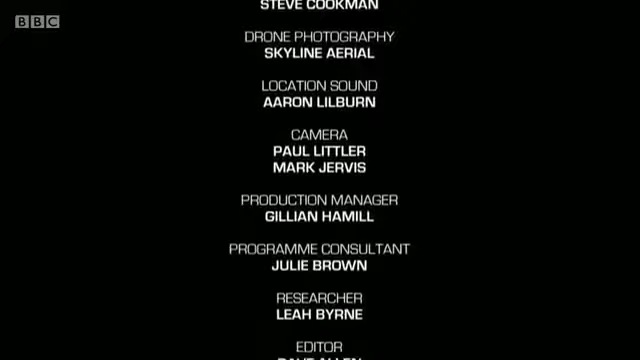 BBC
STEVE COOKMAN
DRONE PHOTOGRAPHY
SKYLINE AERIAL
LOCATION SOUND
AARON LILBURN
CAMERA
PAUL LITTLER
MARK JERVIS
PRODUCTION MANAGER
GILLIAN HAMILL
PROGRAMME CONSULTANT
JULIE BROWN
RESEARCHER
LEAH BYRNE
EDITOR